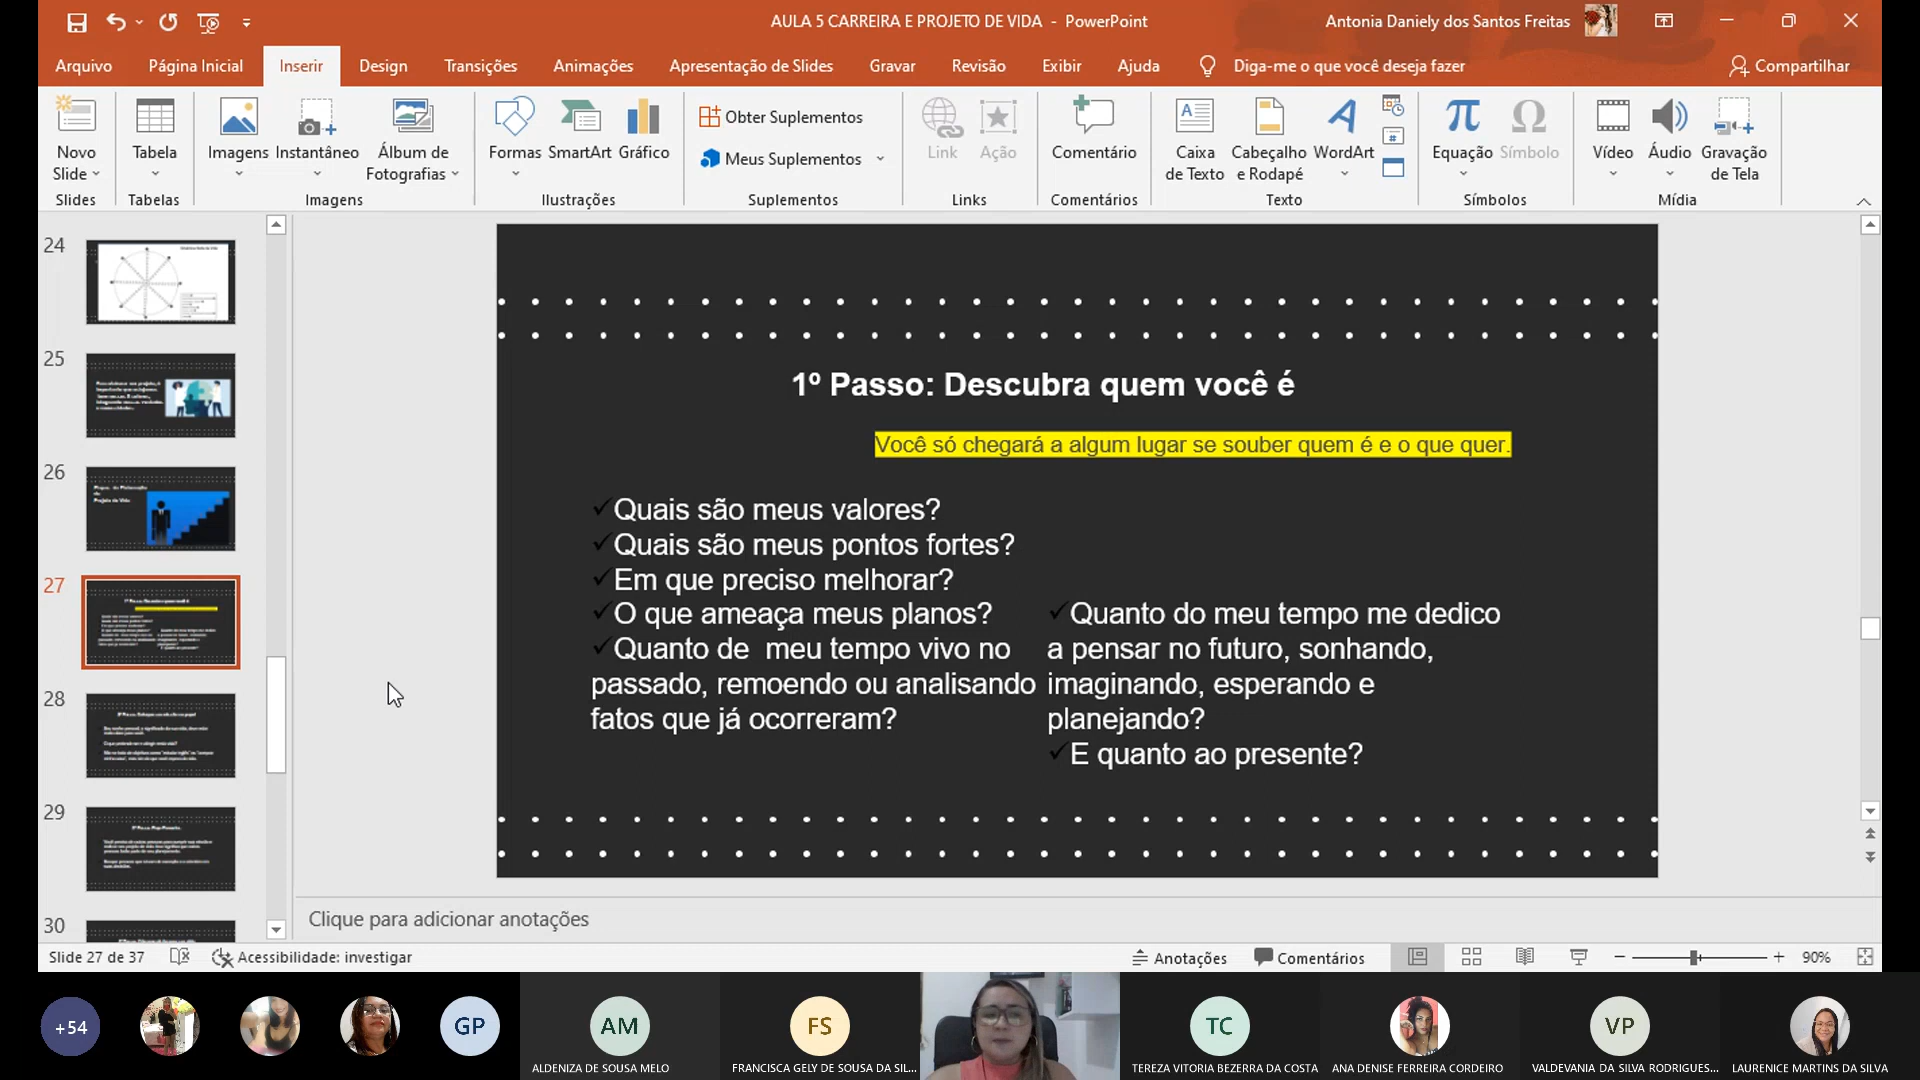 AULA 5 CARREIRA E PROJETO DE VIDA - PowerPoint
Antonia Daniely dos Santos Freitas
Arquivo Página Inicial Inserir Design Transições Animações Apresentação de Slides Gravar Revisão Exibir Ajuda Diga-me o que você deseja fazer Compartilhar
Novo Slide
Tabela
Imagens
Instantâneo
Álbum de Fotografias
Formas
SmartArt
Gráfico
Obter Suplementos
Meus Suplementos
Link
Ação
Comentário
Caixa de Texto
Cabeçalho e Rodapé
WordArt
Equação
Símbolo
Vídeo
Áudio
Gravação de Tela
Slides Tabelas Imagens Ilustrações Suplementos Links Comentários Texto Símbolos Mídia
24
25
26
27
28
29
30
1º Passo: Descubra quem você é
Você só chegará a algum lugar se souber quem é e o que quer.
Quais são meus valores?
Quais são meus pontos fortes?
Em que preciso melhorar?
O que ameaça meus planos?
Quanto de meu tempo vivo no
passado, remoendo ou analisando
fatos que já ocorreram?
Quanto do meu tempo me dedico
a pensar no futuro, sonhando,
imaginando, esperando e
planejando?
E quanto ao presente?
Clique para adicionar anotações
Slide 27 de 37 Acessibilidade: investigar Anotações Comentários 90%
+54
GP
AM
ALDENIZA DE SOUSA MELO
FS
FRANCISCA GELY DE SOUSA DA SIL...
TC
TEREZA VITORIA BEZERRA DA COSTA
ANA DENISE FERREIRA CORDEIRO
VP
VALDEVANIA DA SILVA RODRIGUES...
LAURENICE MARTINS DA SILVA